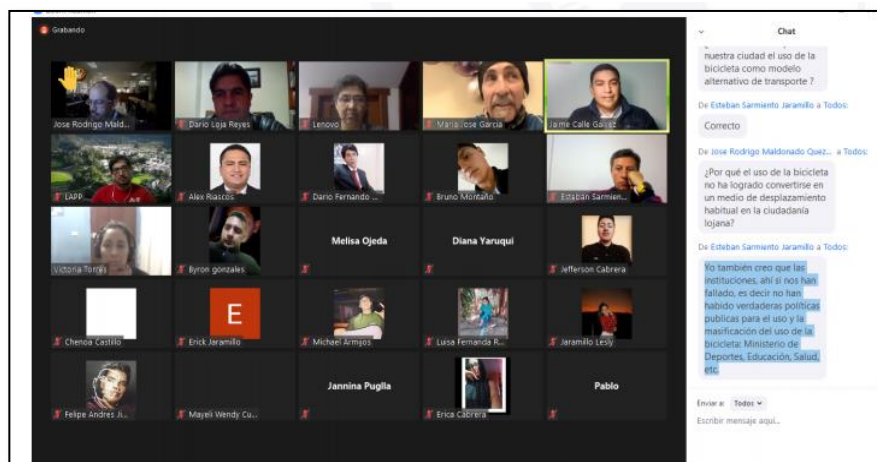 Grabando
Chat
Jose Rodrigo Mald...
Dario Loja Reyes
Lenovo
Maria Jose Garcia
Jaime Calle Galvez
LAPP
Alex Riascos
Dario Fernando ...
Bruno Montaño
Esteban Sarmien...
Victoria Torres
Byron gonzales
Melisa Ojeda
Diana Yaruqui
Jefferson Cabrera
E
Chenoa Castillo
Erick Jaramillo
Michael Armijos
Luisa Fernanda R...
Jaramillo Lesly
Felipe Andres Ji...
Mayeli Wendy Cu...
Jannina Puglla
Erica Cabrera
Pablo
nuestra ciudad el uso de la
bicicleta como modelo
alternativo de transporte ?
De Esteban Sarmiento Jaramillo a Todos:
Correcto
De Jose Rodrigo Maldonado Quez... a Todos:
¿Por qué el uso de la bicicleta
no ha logrado convertirse en
un medio de desplazamiento
habitual en la ciudadanía
lojana?
De Esteban Sarmiento Jaramillo a Todos:
Yo también creo que las
instituciones, ahí si nos han
fallado, es decir no han
habido verdaderas políticas
publicas para el uso y la
masificación del uso de la
bicicleta: Ministerio de
Deportes, Educación, Salud,
etc.
Enviar a: Todos
Escribir mensaje aquí...